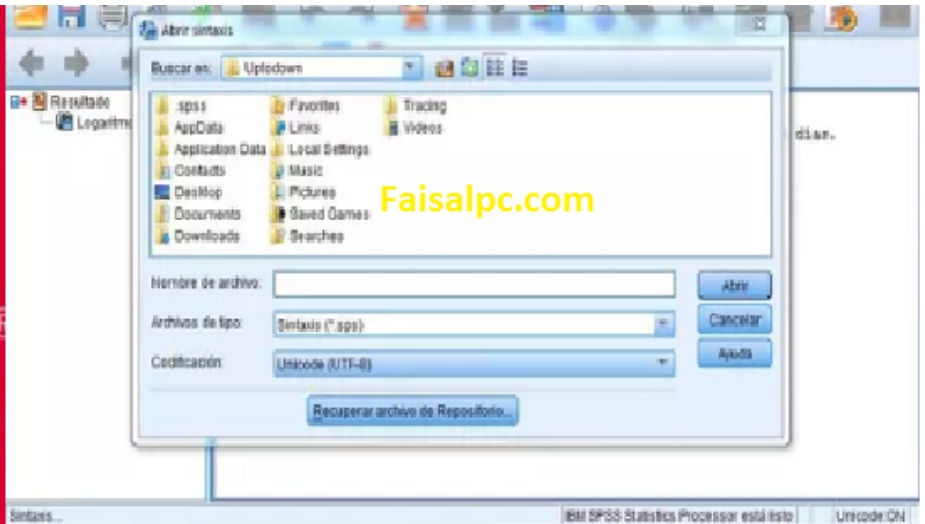 Abrir sintaxis
Buscar en: Uptodown
.spss
AppData
Application Data
Contacts
Desktop
Documents
Downloads
Favorites
Links
Local Settings
Music
Pictures
Saved Games
Searches
Tracing
Videos
Resultado
Logaritmo
dian.
Faisalpc.com
Nombre de archivo:
Archivos de tipo: Sintaxis (*.sps)
Codificación: Unicode (UTF-8)
Abrir
Cancelar
Ayuda
Recuperar archivo de Repositorio...
Sintaxis... IBM SPSS Statistics Processor está listo Unicode:ON